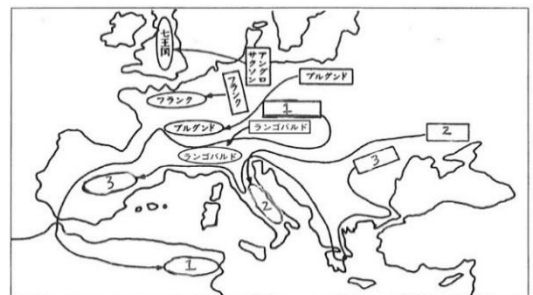 七王国
アングロ
サクソン
フランク
フランク
ブルグンド
1
ブルグンド
ランゴバルド
2
ランゴバルド
3
3
2
1